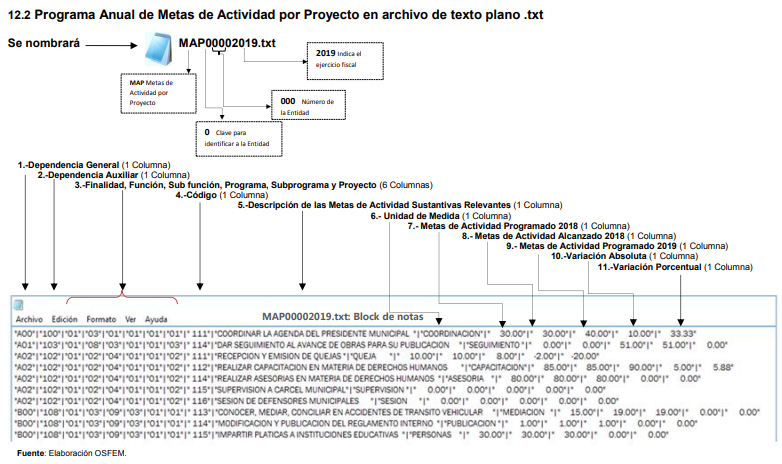 12.2 Programa Anual de Metas de Actividad por Proyecto en archivo de texto plano .txt
Se nombrará
MAP00002019.txt
2019 Indica el
ejercicio fiscal
MAP Metas de
Actividad por
Proyecto
000 Número de
la Entidad
0 Clave para
identificar a la Entidad
1.-Dependencia General (1 Columna)
2.-Dependencia Auxiliar (1 Columna)
3.-Finalidad, Función, Sub función, Programa, Subprograma y Proyecto (6 Columnas)
4.-Código (1 Columna)
5.-Descripción de las Metas de Actividad Sustantivas Relevantes (1 Columna)
6.- Unidad de Medida (1 Columna)
7.- Metas de Actividad Programado 2018 (1 Columna)
8.- Metas de Actividad Alcanzado 2018 (1 Columna)
9.- Metas de Actividad Programado 2019 (1 Columna)
10.-Variación Absoluta (1 Columna)
11.-Variación Porcentual (1 Columna)
MAP00002019.txt: Block de notas
Archivo Edición Formato Ver Ayuda
"A00"|"100"|"01"|"03"|"01"|"01"|"01"|"01"|" 111"|"COORDINAR LA AGENDA DEL PRESIDENTE MUNICIPAL "|"COORDINACION"|" 30.00"|" 30.00"|" 40.00"|" 10.00"|" 33.33"
"A01"|"103"|"01"|"08"|"03"|"01"|"01"|"03"|" 114"|"DAR SEGUIMIENTO AL AVANCE DE OBRAS PARA SU PUBLICACION "|"SEGUIMIENTO "|" 0.00"|" 0.00"|" 51.00"|" 51.00"|" 0.00"
"A02"|"102"|"01"|"02"|"04"|"01"|"01"|"02"|" 111"|"RECEPCION Y EMISION DE QUEJAS "|"QUEJA "|" 10.00"|" 10.00"|" 8.00"|" -2.00"|" -20.00"
"A02"|"102"|"01"|"02"|"04"|"01"|"01"|"02"|" 112"|"REALIZAR CAPACITACION EN MATERIA DE DERECHOS HUMANOS "|"CAPACITACION"|" 85.00"|" 85.00"|" 90.00"|" 5.00"|" 5.88"
"A02"|"102"|"01"|"02"|"04"|"01"|"01"|"02"|" 114"|"REALIZAR ASESORIAS EN MATERIA DE DERECHOS HUMANOS "|"ASESORIA "|" 80.00"|" 80.00"|" 80.00"|" 0.00"|" 0.00"
"A02"|"102"|"01"|"02"|"04"|"01"|"01"|"02"|" 115"|"SUPERVISION A CARCEL MUNICIPAL"|"SUPERVISION "|" 0.00"|" 0.00"|" 0.00"|" 0.00"|" 0.00"
"A02"|"102"|"01"|"02"|"04"|"01"|"01"|"02"|" 116"|"SESION DE DEFENSORES MUNICIPALES "|"SESION "|" 0.00"|" 0.00"|" 0.00"|" 0.00"|" 0.00"
"B00"|"108"|"01"|"03"|"09"|"03"|"01"|"02"|" 113"|"CONOCER, MEDIAR, CONCILIAR EN ACCIDENTES DE TRANSITO VEHICULAR "|"MEDIACION "|" 15.00"|" 19.00"|" 19.00"|" 0.00"|" 0.00"
"B00"|"108"|"01"|"03"|"09"|"03"|"01"|"02"|" 114"|"MODIFICACION Y PUBLICACION DEL REGLAMENTO INTERNO "|"PUBLICACION "|" 1.00"|" 1.00"|" 1.00"|" 0.00"|" 0.00"
"B00"|"108"|"01"|"03"|"09"|"03"|"01"|"02"|" 115"|"IMPARTIR PLATICAS A INSTITUCIONES EDUCATIVAS "|"PERSONAS "|" 30.00"|" 30.00"|" 30.00"|" 0.00"|" 0.00"
Fuente: Elaboración OSFEM.